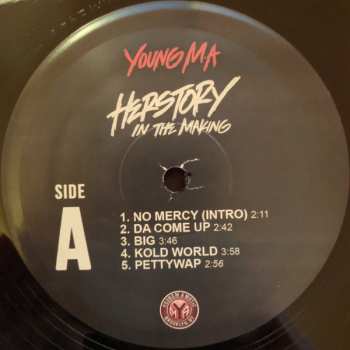 YOUNG MA
HERSTORY
IN THE MAKING
SIDE
A
1. NO MERCY (INTRO) 2:11
2. DA COME UP 2:42
3. BIG 3:46
4. KOLD WORLD 3:58
5. PETTYWAP 2:56